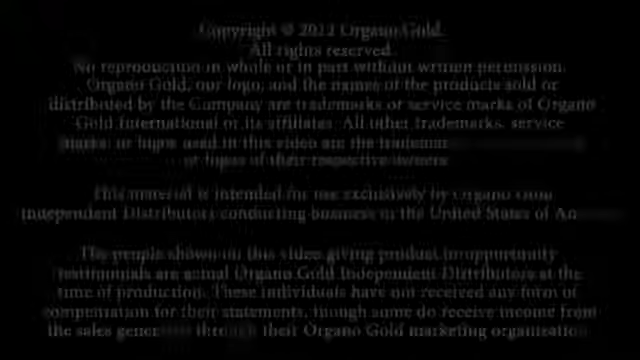 Copyright © 2012 Organo Gold.
All rights reserved.
No reproduction in whole or in part without written permission.
Organo Gold, our logo, and the names of the products sold or
distributed by the Company are trademarks or service marks of Organo
Gold International or its affiliates. All other trademarks, service
marks, or logos used in this video are the
or logos of their respective owners.
This material is intended for use exclusively by Organo Gold
Independent Distributors conducting business in the United States of
The people shown on this video giving product or opportunity
testimonials are actual Organo Gold Independent Distributors at the
time of production. These individuals have not received any form of
compensation for their statements, though some do receive income from
the sales through their Organo Gold marketing